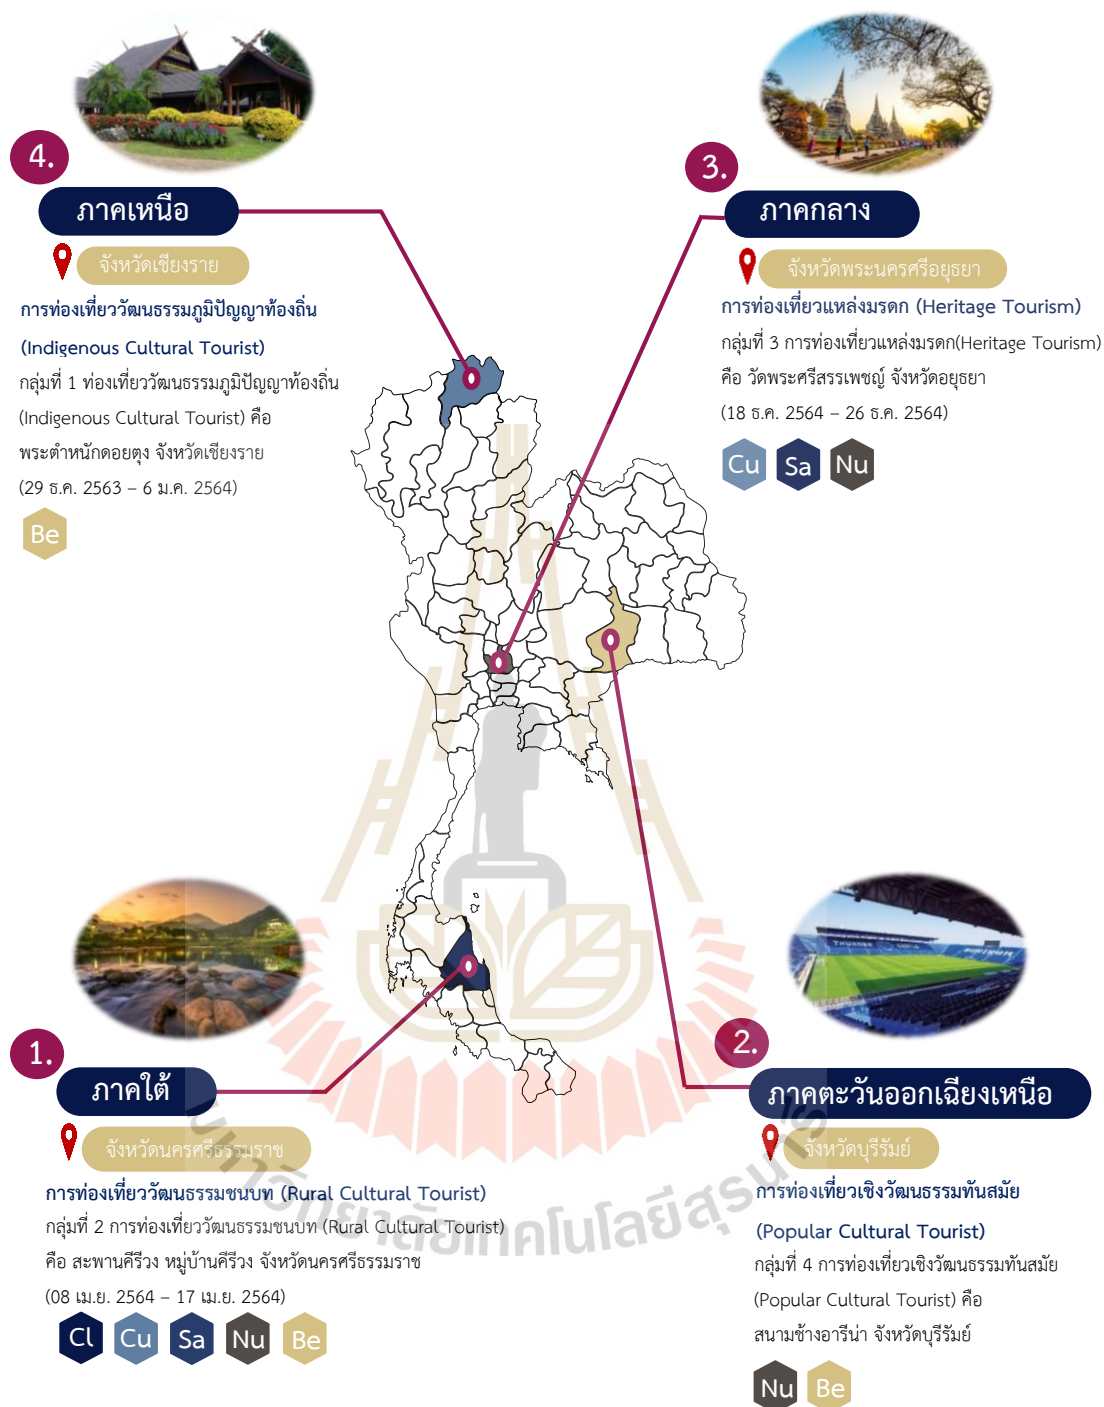 4.
ภาคเหนือ
จังหวัดเชียงราย
การท่องเที่ยววัฒนธรรมภูมิปัญญาท้องถิ่น
(Indigenous Cultural Tourist)
กลุ่มที่ 1 ท่องเที่ยววัฒนธรรมภูมิปัญญาท้องถิ่น
(Indigenous Cultural Tourist) คือ
พระตำหนักดอยตุง จังหวัดเชียงราย
(29 ธ.ค. 2563 – 6 ม.ค. 2564)
Be
3.
ภาคกลาง
จังหวัดพระนครศรีอยุธยา
การท่องเที่ยวแหล่งมรดก (Heritage Tourism)
กลุ่มที่ 3 การท่องเที่ยวแหล่งมรดก(Heritage Tourism)
คือ วัดพระศรีสรรเพชญ์ จังหวัดอยุธยา
(18 ธ.ค. 2564 – 26 ธ.ค. 2564)
Cu Sa Nu
1.
ภาคใต้
จังหวัดนครศรีธรรมราช
การท่องเที่ยววัฒนธรรมชนบท (Rural Cultural Tourist)
กลุ่มที่ 2 การท่องเที่ยววัฒนธรรมชนบท (Rural Cultural Tourist)
คือ สะพานคีรีวง หมู่บ้านคีรีวง จังหวัดนครศรีธรรมราช
(08 เม.ย. 2564 – 17 เม.ย. 2564)
Cl Cu Sa Nu Be
2.
ภาคตะวันออกเฉียงเหนือ
จังหวัดบุรีรัมย์
การท่องเที่ยวเชิงวัฒนธรรมทันสมัย
(Popular Cultural Tourist)
กลุ่มที่ 4 การท่องเที่ยวเชิงวัฒนธรรมทันสมัย
(Popular Cultural Tourist) คือ
สนามช้างอารีน่า จังหวัดบุรีรัมย์
Nu Be
มหาวิทยาลัยเทคโนโลยีสุรนารี